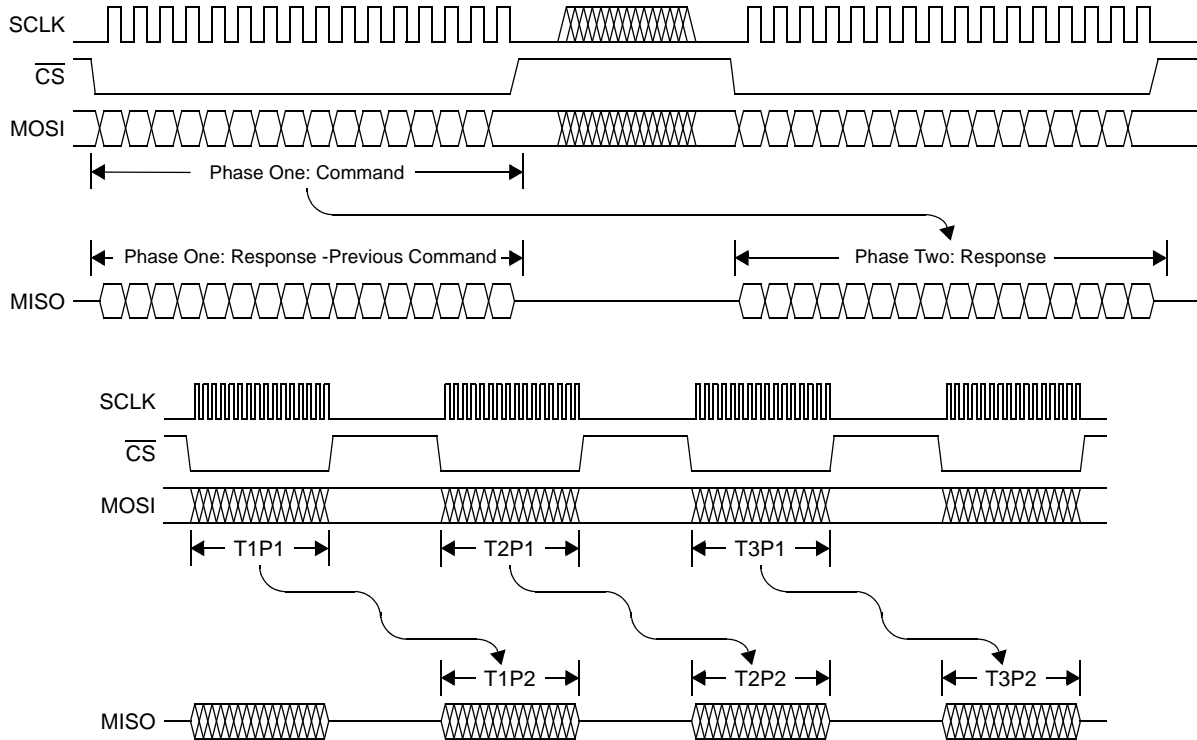 SCLK
CS
MOSI
Phase One: Command
Phase One: Response -Previous Command
Phase Two: Response
MISO
SCLK
CS
MOSI
T1P1
T2P1
T3P1
T1P2
T2P2
T3P2
MISO